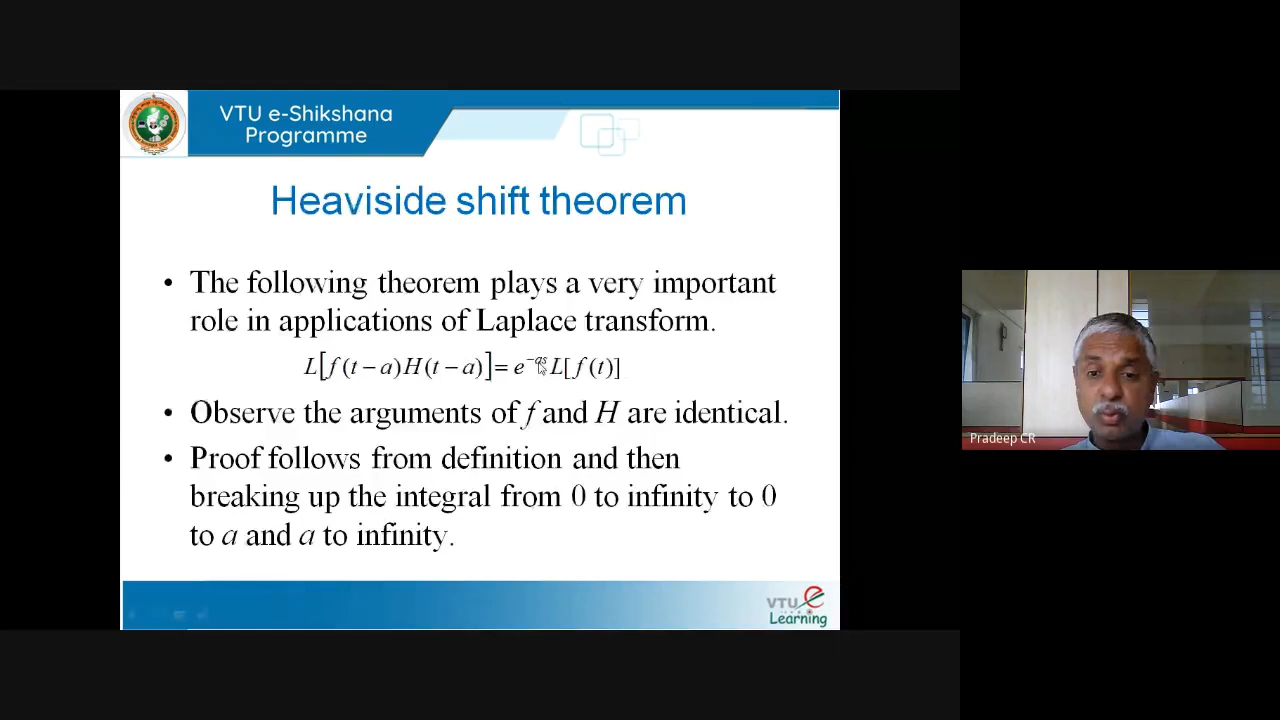 VTU e-Shikshana
Programme
Heaviside shift theorem
• The following theorem plays a very important
role in applications of Laplace transform.
L[f(t−a)H(t−a)]=e^{−as}L[f(t)]
• Observe the arguments of f and H are identical.
• Proof follows from definition and then
breaking up the integral from 0 to infinity to 0
to a and a to infinity.
VTU e
Learning
Pradeep CR